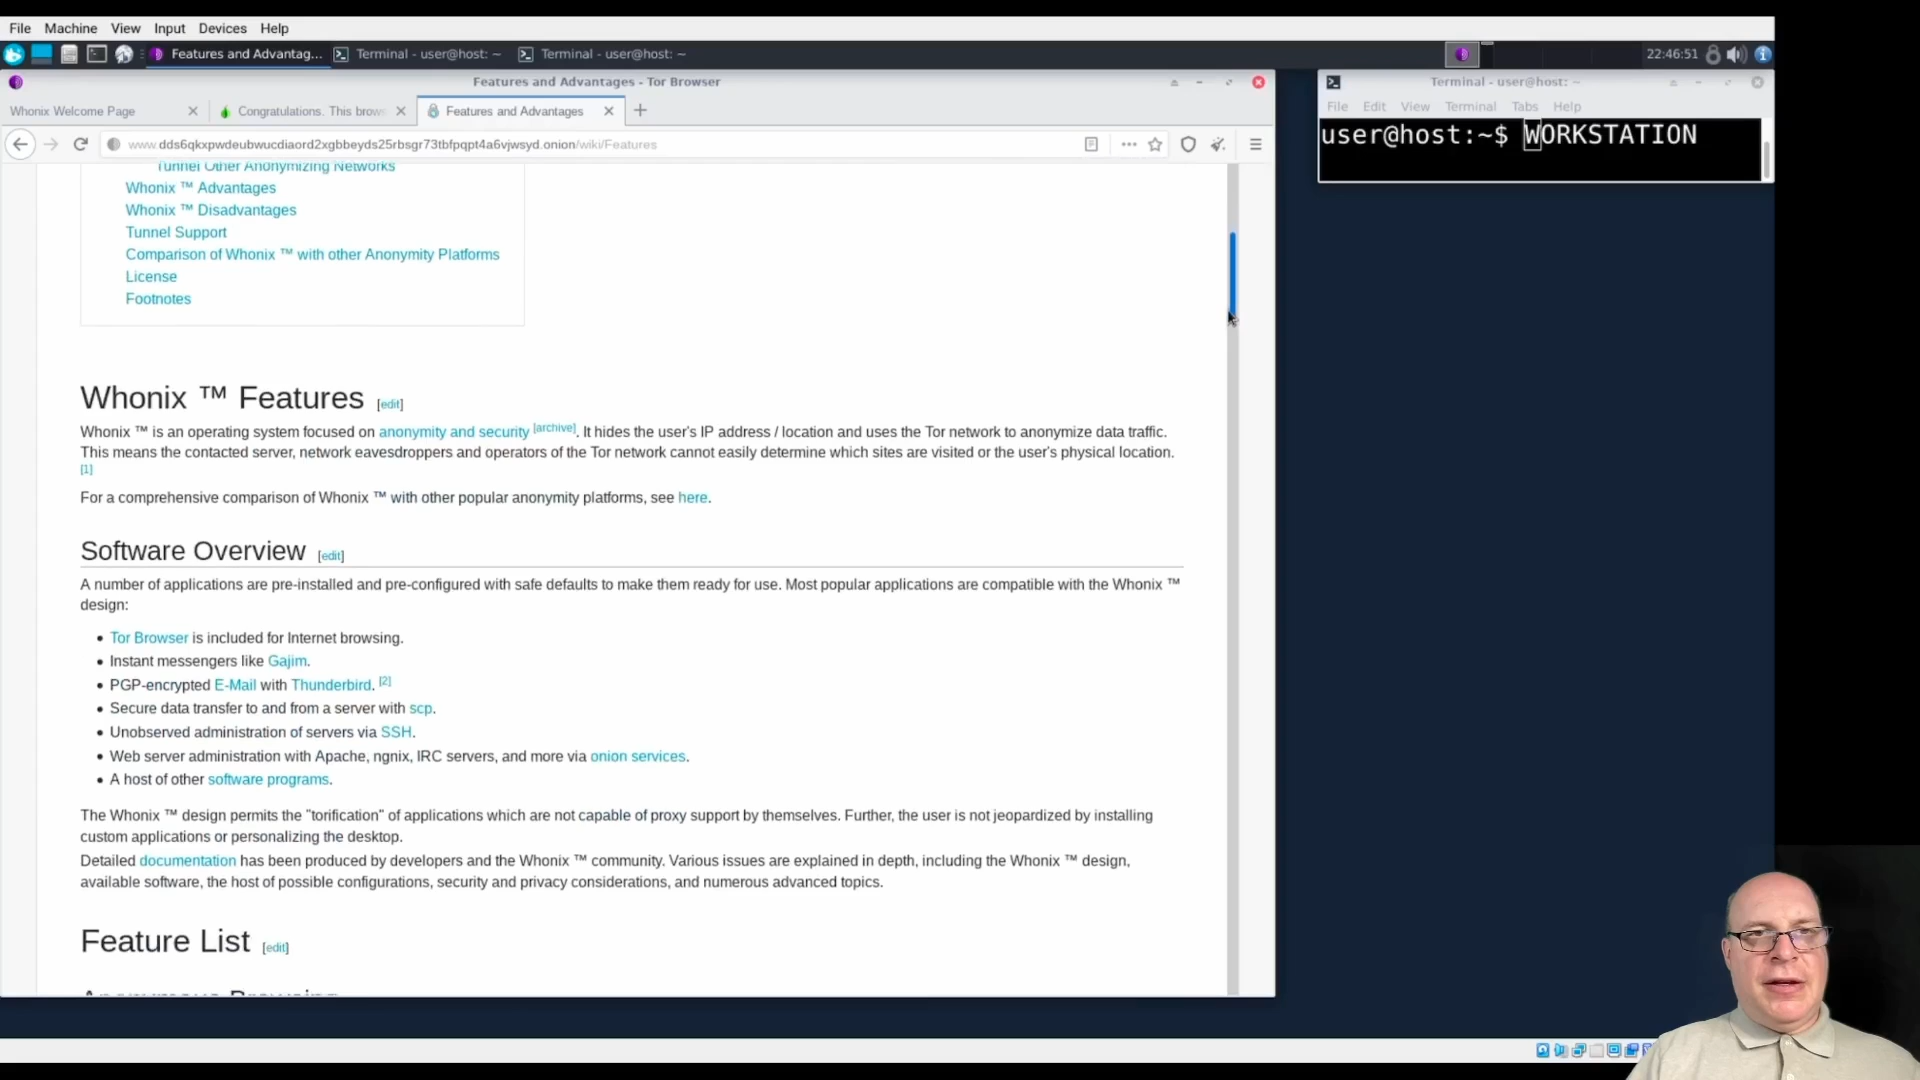 File Machine View Input Devices Help
Features and Advantag... Terminal - user@host: ~ Terminal - user@host: ~ 22:46:51
Features and Advantages - Tor Browser
Whonix Welcome Page Congratulations. This brows Features and Advantages
www.dds6qkxpwdeubwucdiaord2xgbbeyds25rbsgr73tbfpqpt4a6vjwsyd.onion/wiki/Features
Tunnel Other Anonymizing Networks
Whonix ™ Advantages
Whonix ™ Disadvantages
Tunnel Support
Comparison of Whonix ™ with other Anonymity Platforms
License
Footnotes
Whonix ™ Features [edit]
Whonix ™ is an operating system focused on anonymity and security [archive]. It hides the user's IP address / location and uses the Tor network to anonymize data traffic.
This means the contacted server, network eavesdroppers and operators of the Tor network cannot easily determine which sites are visited or the user's physical location.
[1]
For a comprehensive comparison of Whonix ™ with other popular anonymity platforms, see here.
Software Overview [edit]
A number of applications are pre-installed and pre-configured with safe defaults to make them ready for use. Most popular applications are compatible with the Whonix ™
design:
• Tor Browser is included for Internet browsing.
• Instant messengers like Gajim.
• PGP-encrypted E-Mail with Thunderbird. [2]
• Secure data transfer to and from a server with scp.
• Unobserved administration of servers via SSH.
• Web server administration with Apache, ngnix, IRC servers, and more via onion services.
• A host of other software programs.
The Whonix ™ design permits the "torification" of applications which are not capable of proxy support by themselves. Further, the user is not jeopardized by installing
custom applications or personalizing the desktop.
Detailed documentation has been produced by developers and the Whonix ™ community. Various issues are explained in depth, including the Whonix ™ design,
available software, the host of possible configurations, security and privacy considerations, and numerous advanced topics.
Feature List [edit]
Anonymous Browsing
Terminal - user@host: ~
File Edit View Terminal Tabs Help
user@host:~$ WORKSTATION